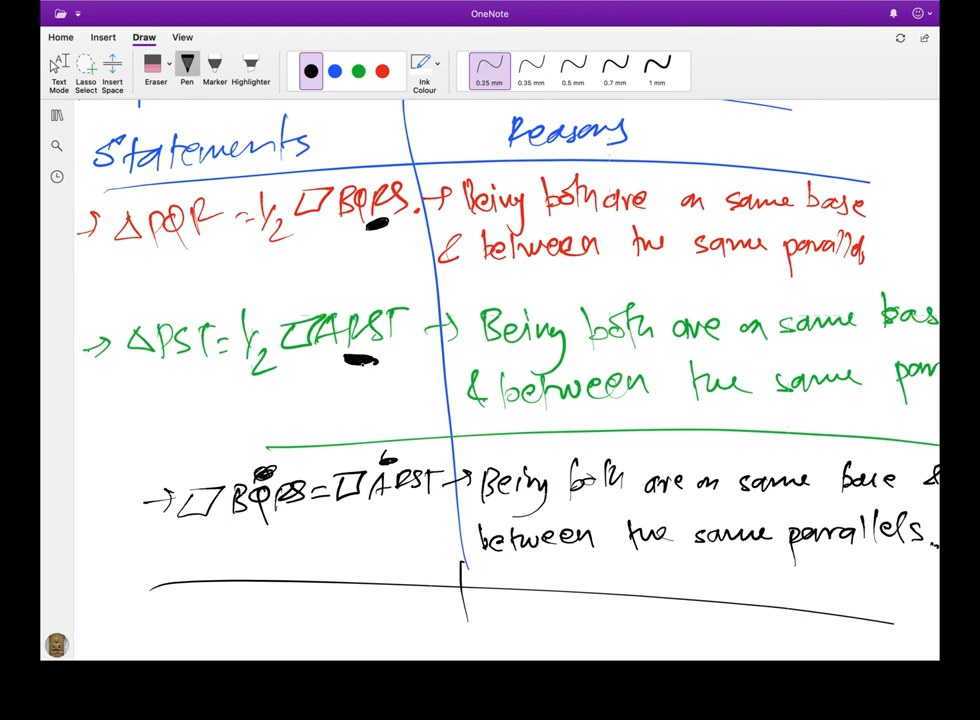 OneNote
Home Insert Draw View
Text Mode Lasso Select Insert Space Eraser Pen Marker Highlighter Ink Colour 0.25 mm 0.35 mm 0.5 mm 0.7 mm 1 mm
Statements Reasons
→ △PQR = 1/2 ▱ BQRS. → Being both are on same base
& between the same parallels
→ △PST = 1/2 ▱ARST → Being both are on same bas
& between the same par
→ ▱ BQRS = ▱ ARST → Being both are on same base &
between the same parallels..